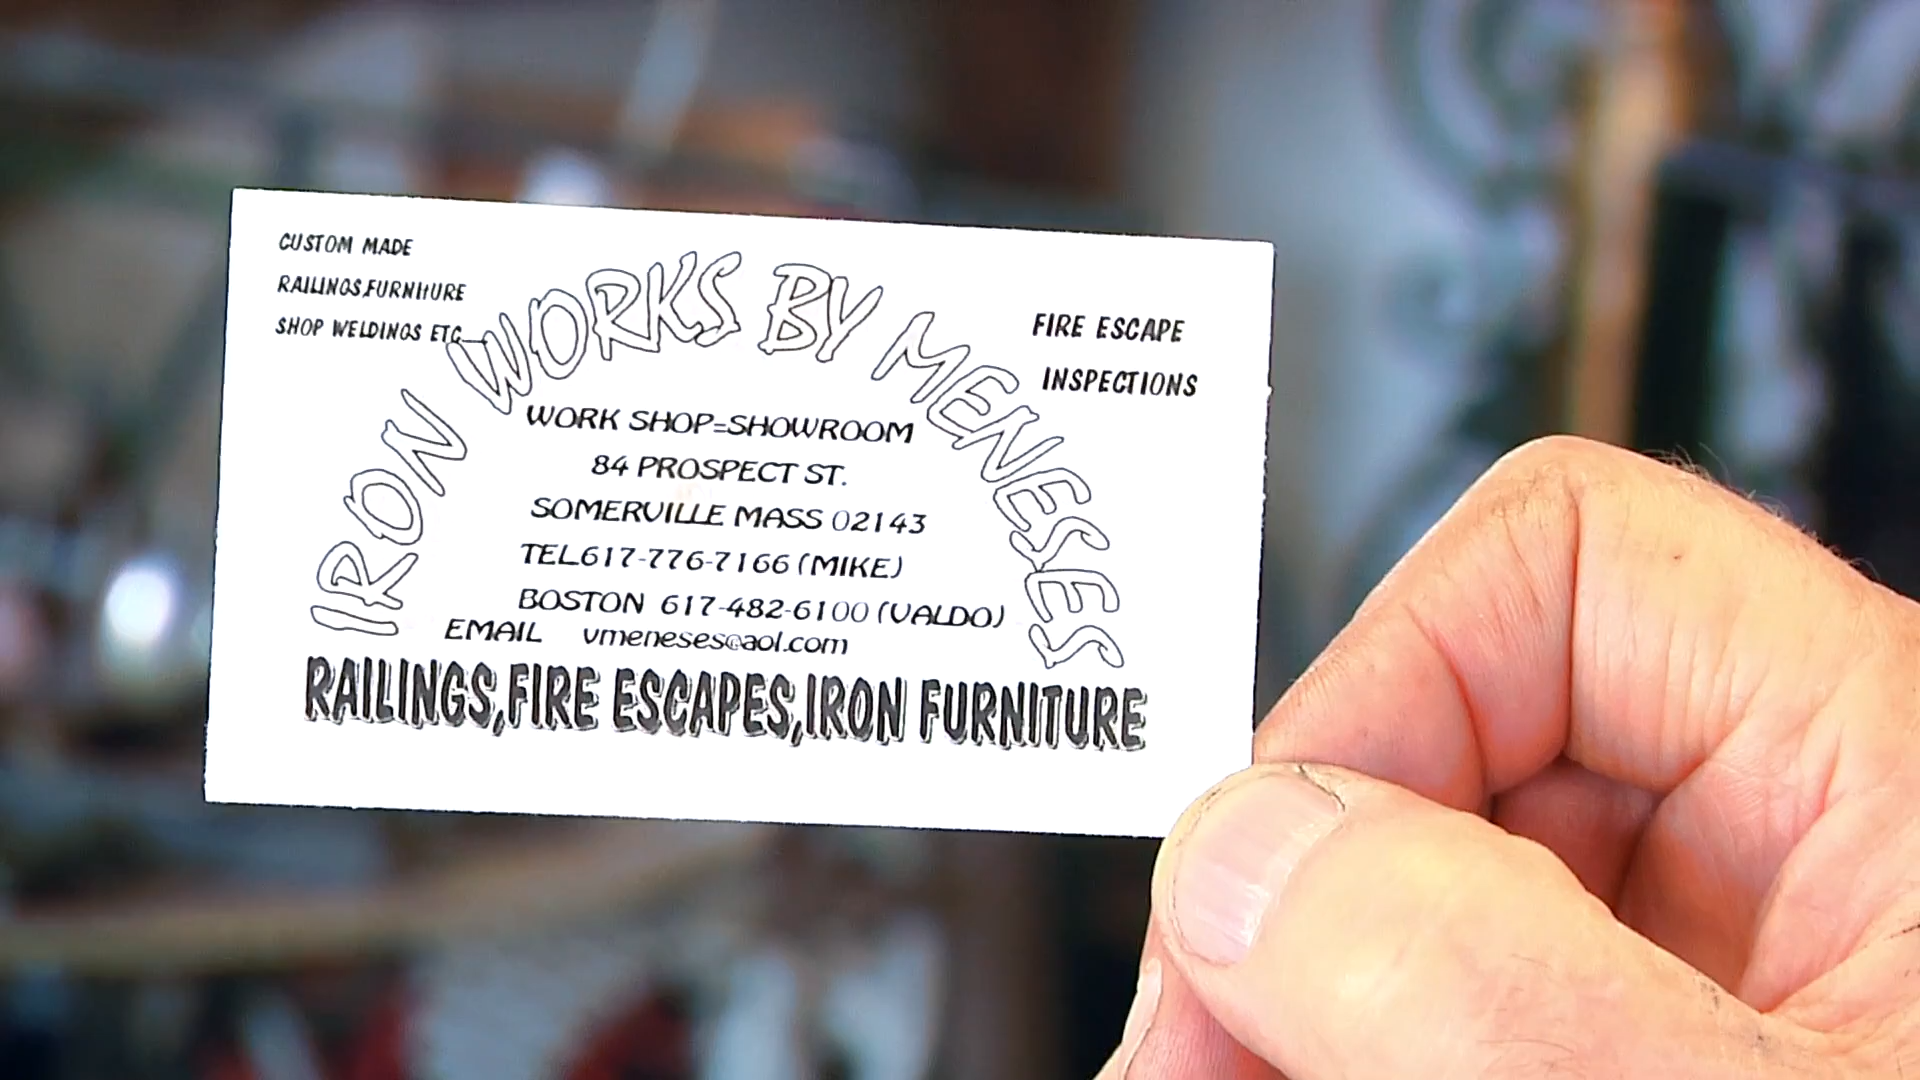 CUSTOM MADE
RAILINGS,FURNITURE
SHOP WELDINGS ETC
IRON WORKS BY MENESES
FIRE ESCAPE
INSPECTIONS
WORK SHOP=SHOWROOM
84 PROSPECT ST.
SOMERVILLE MASS 02143
TEL617-776-7166 (MIKE)
BOSTON 617-482-6100 (VALDO)
EMAIL vmeneses@aol.com
RAILINGS,FIRE ESCAPES,IRON FURNITURE